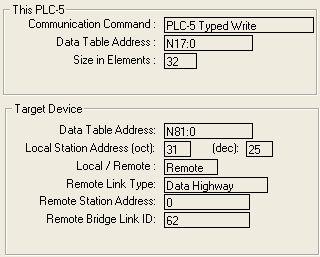 This PLC-5
Communication Command : PLC-5 Typed Write
Data Table Address : N17:0
Size in Elements : 32
Target Device
Data Table Address: N81:0
Local Station Address (oct): 31 (dec): 25
Local / Remote : Remote
Remote Link Type: Data Highway
Remote Station Address: 0
Remote Bridge Link ID: 62